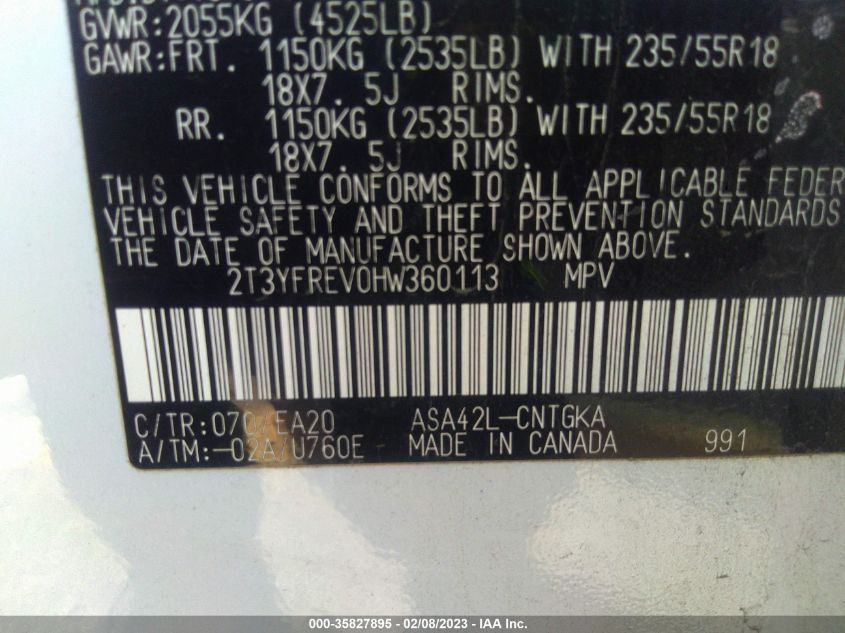 GVWR:2055KG (4525LB)
GAWR:FRT. 1150KG (2535LB) WITH 235/55R18
18X7.5J RIMS.
RR. 1150KG (2535LB) WITH 235/55R18
18X7.5J RIMS.
THIS VEHICLE CONFORMS TO ALL APPLICABLE FEDER
VEHICLE SAFETY AND THEFT PREVENTION STANDARDS
THE DATE OF MANUFACTURE SHOWN ABOVE.
2T3YFREV0HW360113 MPV
C/TR:070/EA20 ASA42L-CNTGKA
A/TM:-02A/U760E MADE IN CANADA 991
000-35827895 - 02/08/2023 - IAA Inc.